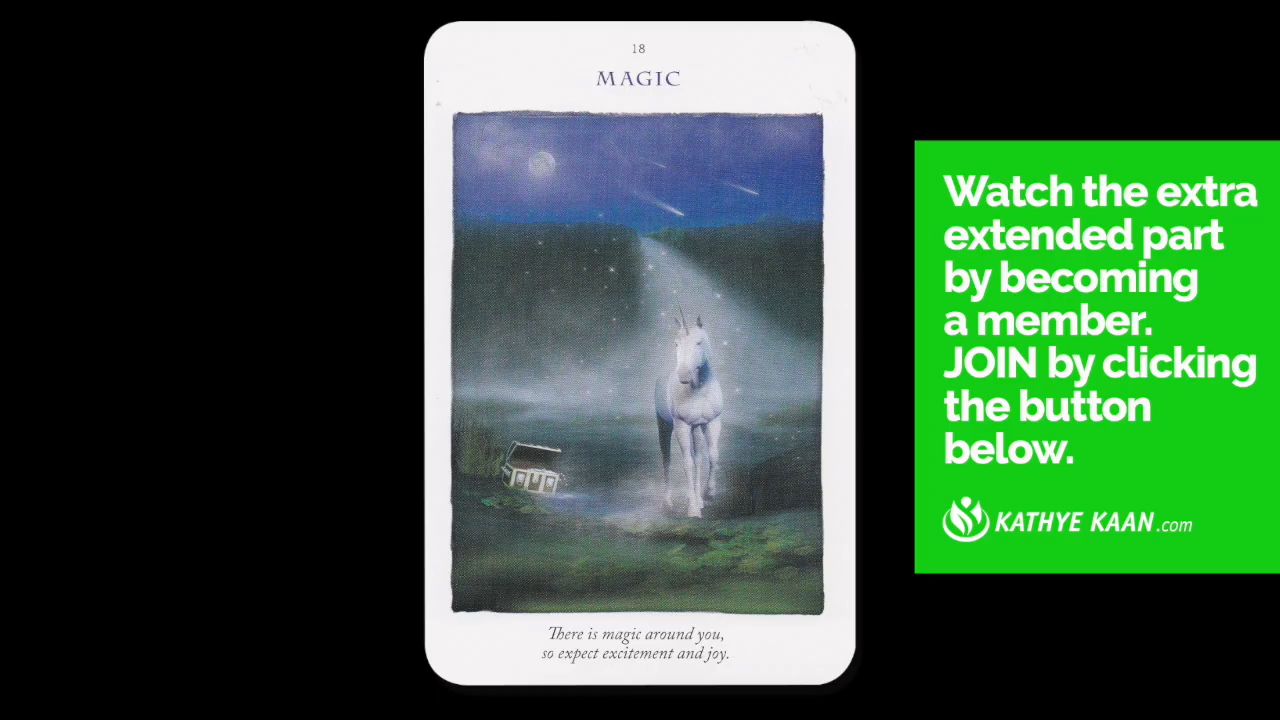 18
MAGIC
There is magic around you,
so expect excitement and joy.
Watch the extra
extended part
by becoming
a member.
JOIN by clicking
the button
below.
KATHYE KAAN.com